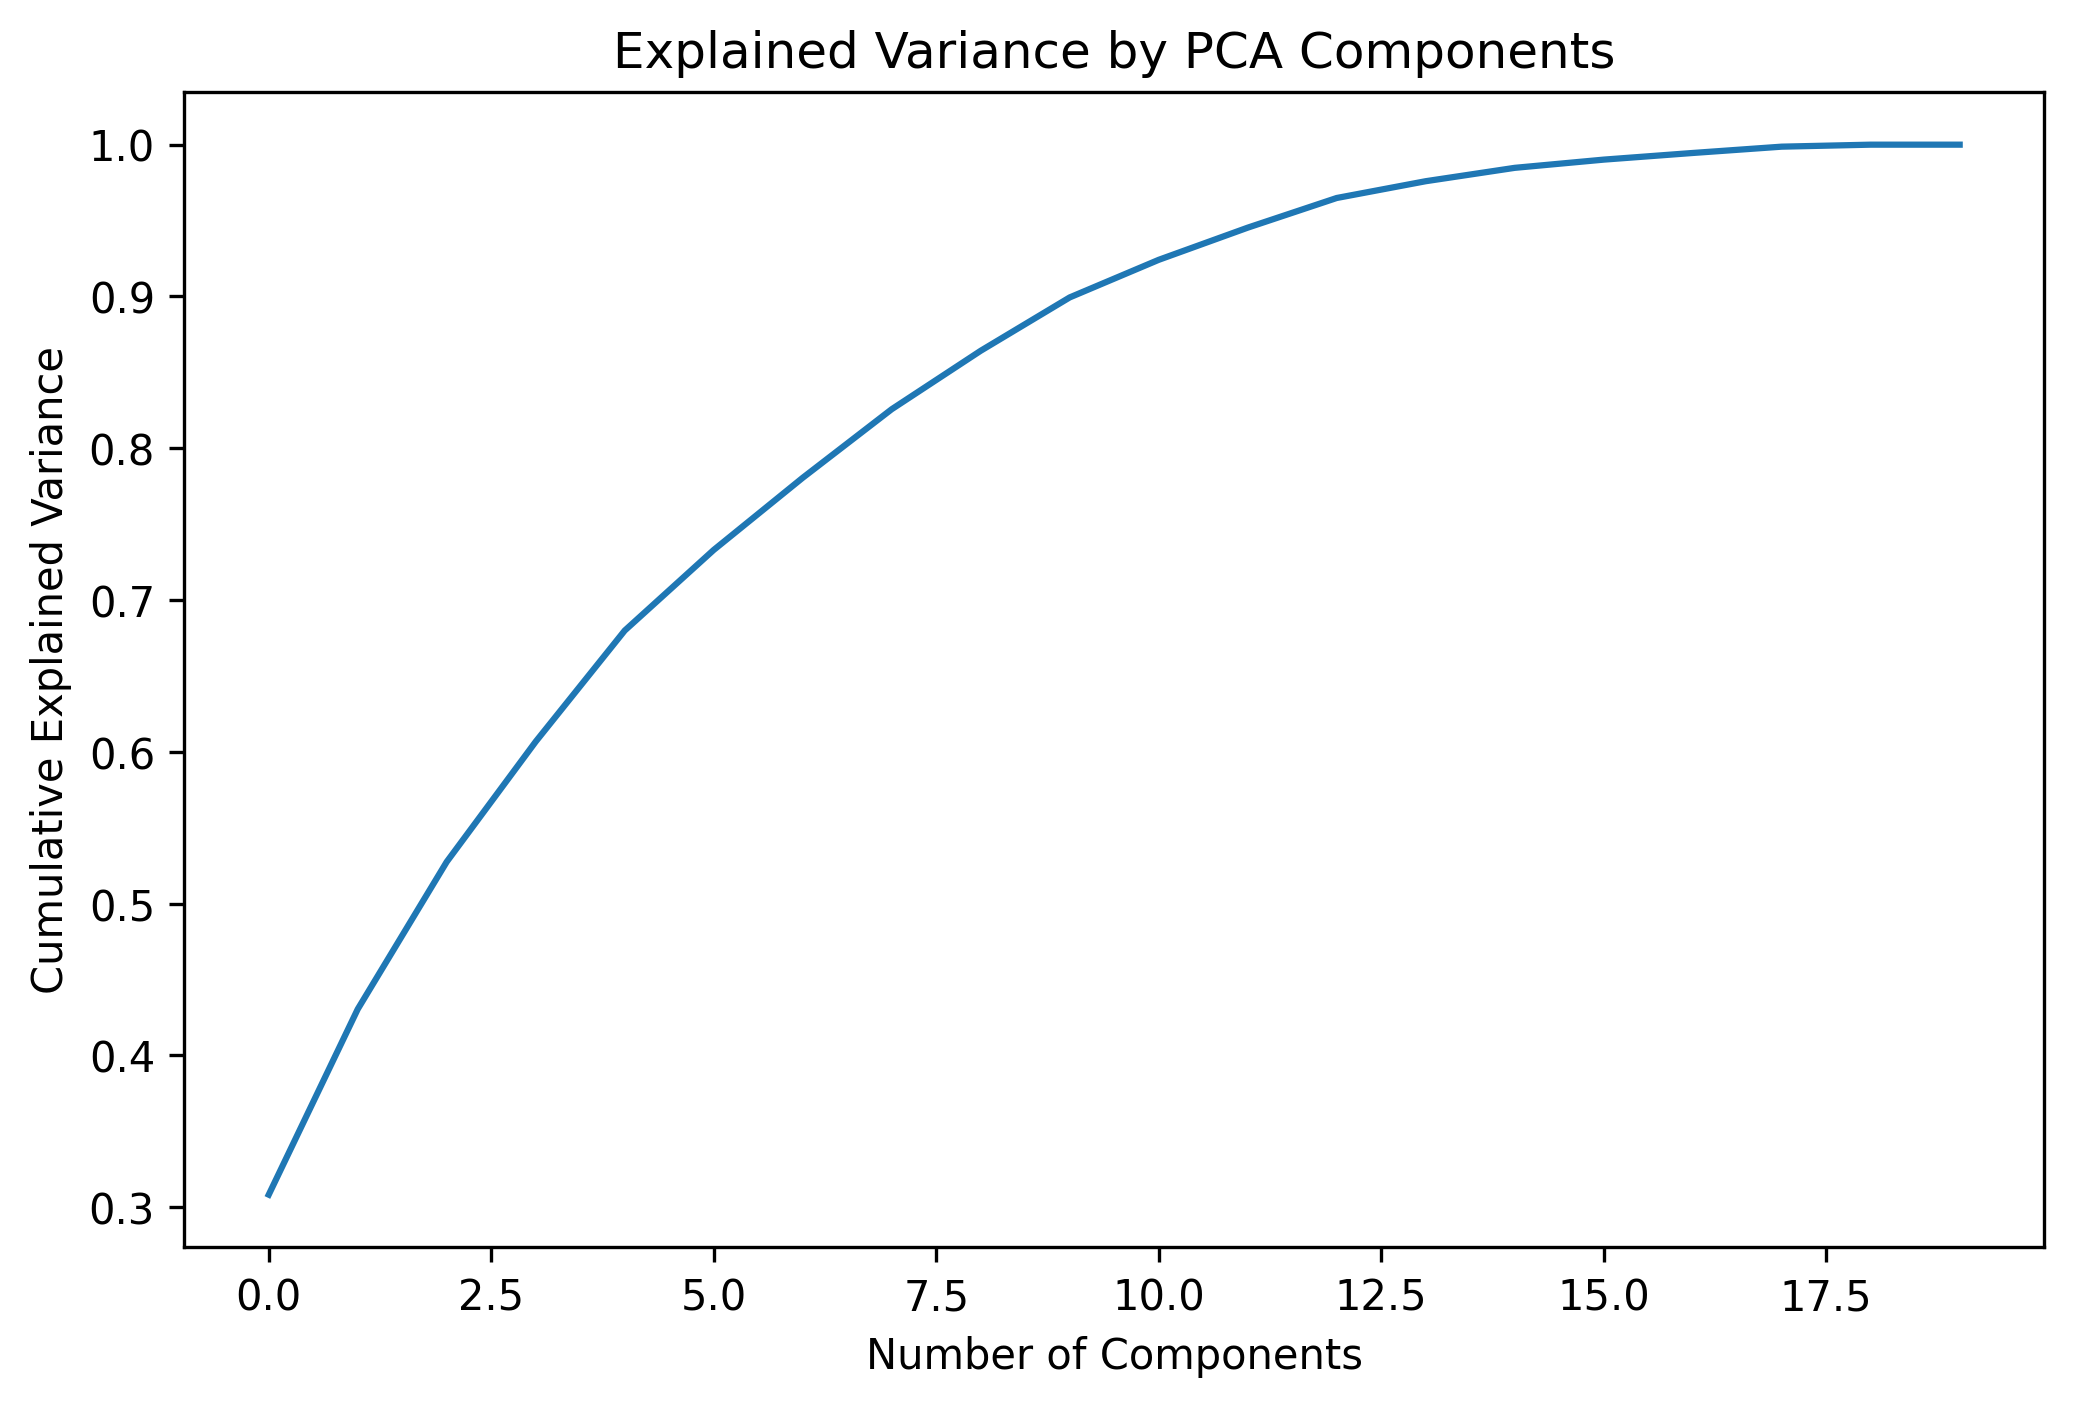 Explained Variance by PCA Components
1.0
0.9
0.8
0.7
0.6
0.5
0.4
0.3
Cumulative Explained Variance
0.0 2.5 5.0 7.5 10.0 12.5 15.0 17.5
Number of Components